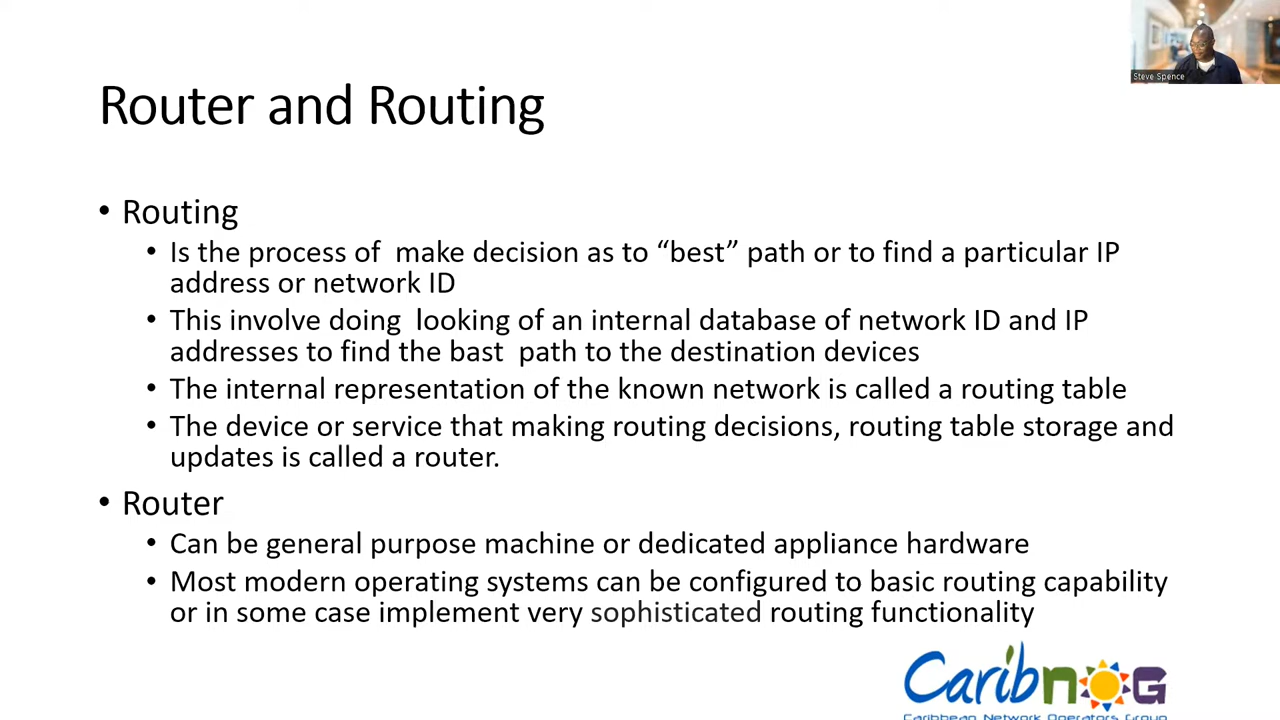 Steve Spence
Router and Routing
• Routing
• Is the process of  make decision as to “best” path or to find a particular IP
address or network ID
• This involve doing  looking of an internal database of network ID and IP
addresses to find the bast  path to the destination devices
• The internal representation of the known network is called a routing table
• The device or service that making routing decisions, routing table storage and
updates is called a router.
• Router
• Can be general purpose machine or dedicated appliance hardware
• Most modern operating systems can be configured to basic routing capability
or in some case implement very sophisticated routing functionality
CaribNOG
Caribbean Network Operators Group